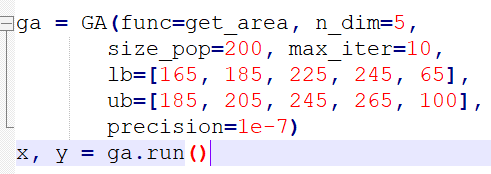 ga = GA(func=get_area, n_dim=5,
size_pop=200, max_iter=10,
lb=[165, 185, 225, 245, 65],
ub=[185, 205, 245, 265, 100],
precision=1e-7)
x, y = ga.run()